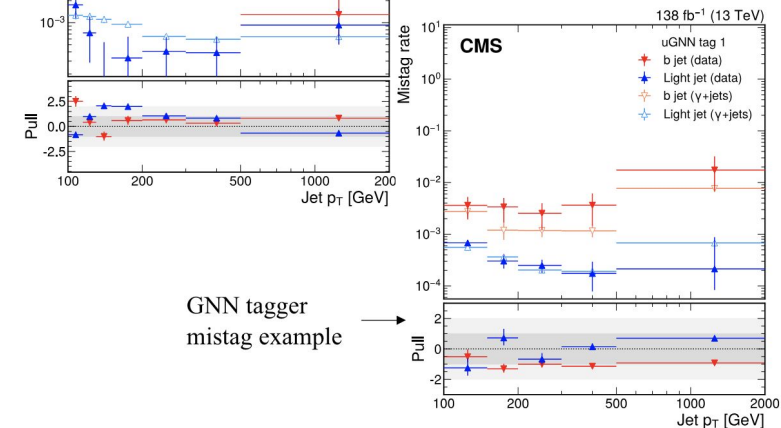 10⁻³
2.5
0.0
-2.5
Pull
100
200
500
1000
2000
Jet pT [GeV]
GNN tagger
mistag example
138 fb⁻¹ (13 TeV)
CMS
uGNN tag 1
b jet (data)
Light jet (data)
b jet (γ+jets)
Light jet (γ+jets)
Mistag rate
10¹
10⁰
10⁻¹
10⁻²
10⁻³
10⁻⁴
Pull
2
0
-2
100
200
500
1000
2000
Jet pT [GeV]